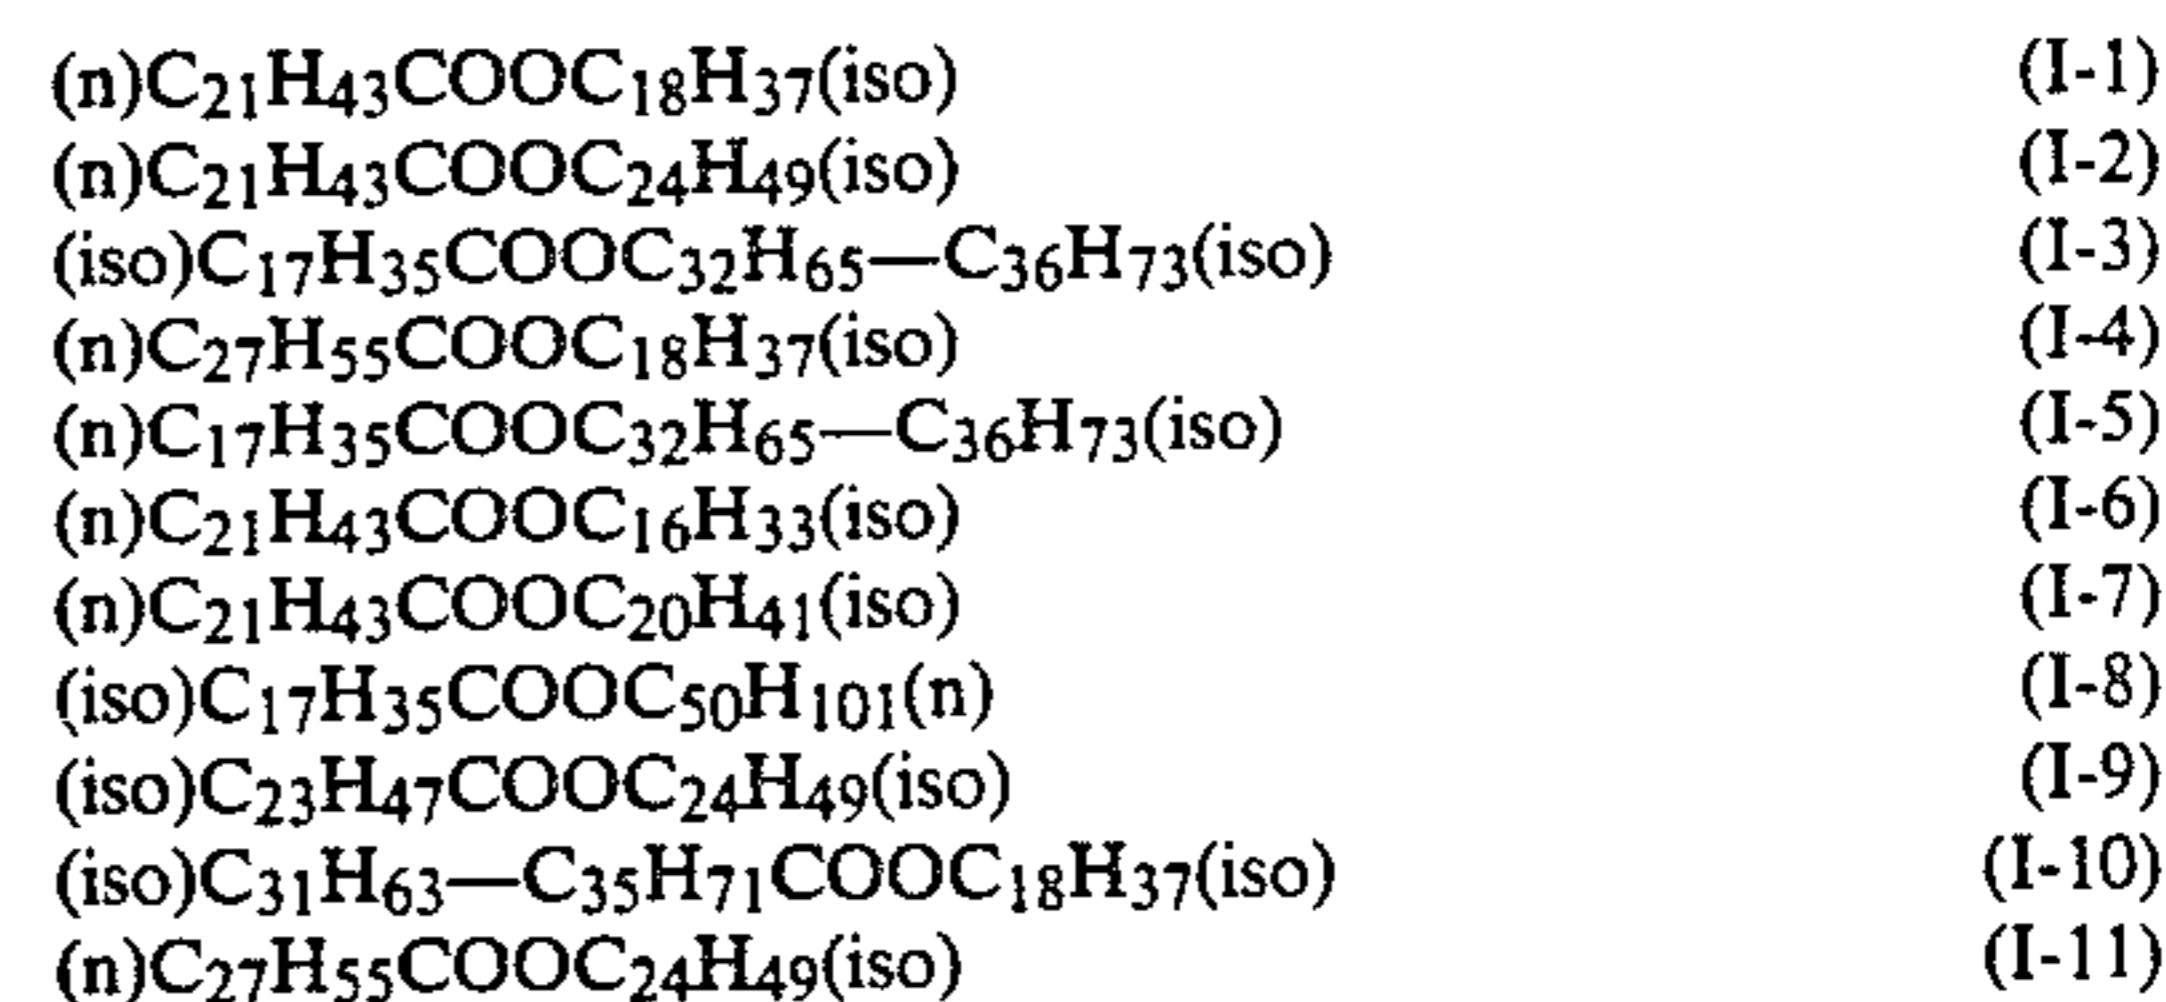 (n)C₂₁H₄₃COOC₁₈H₃₇(iso) (I-1)
(n)C₂₁H₄₃COOC₂₄H₄₉(iso) (I-2)
(iso)C₁₇H₃₅COOC₃₂H₆₅—C₃₆H₇₃(iso) (I-3)
(n)C₂₇H₅₅COOC₁₈H₃₇(iso) (I-4)
(n)C₁₇H₃₅COOC₃₂H₆₅—C₃₆H₇₃(iso) (I-5)
(n)C₂₁H₄₃COOC₁₆H₃₃(iso) (I-6)
(n)C₂₁H₄₃COOC₂₀H₄₁(iso) (I-7)
(iso)C₁₇H₃₅COOC₅₀H₁₀₁(n) (I-8)
(iso)C₂₃H₄₇COOC₂₄H₄₉(iso) (I-9)
(iso)C₃₁H₆₃—C₃₅H₇₁COOC₁₈H₃₇(iso) (I-10)
(n)C₂₇H₅₅COOC₂₄H₄₉(iso) (I-11)